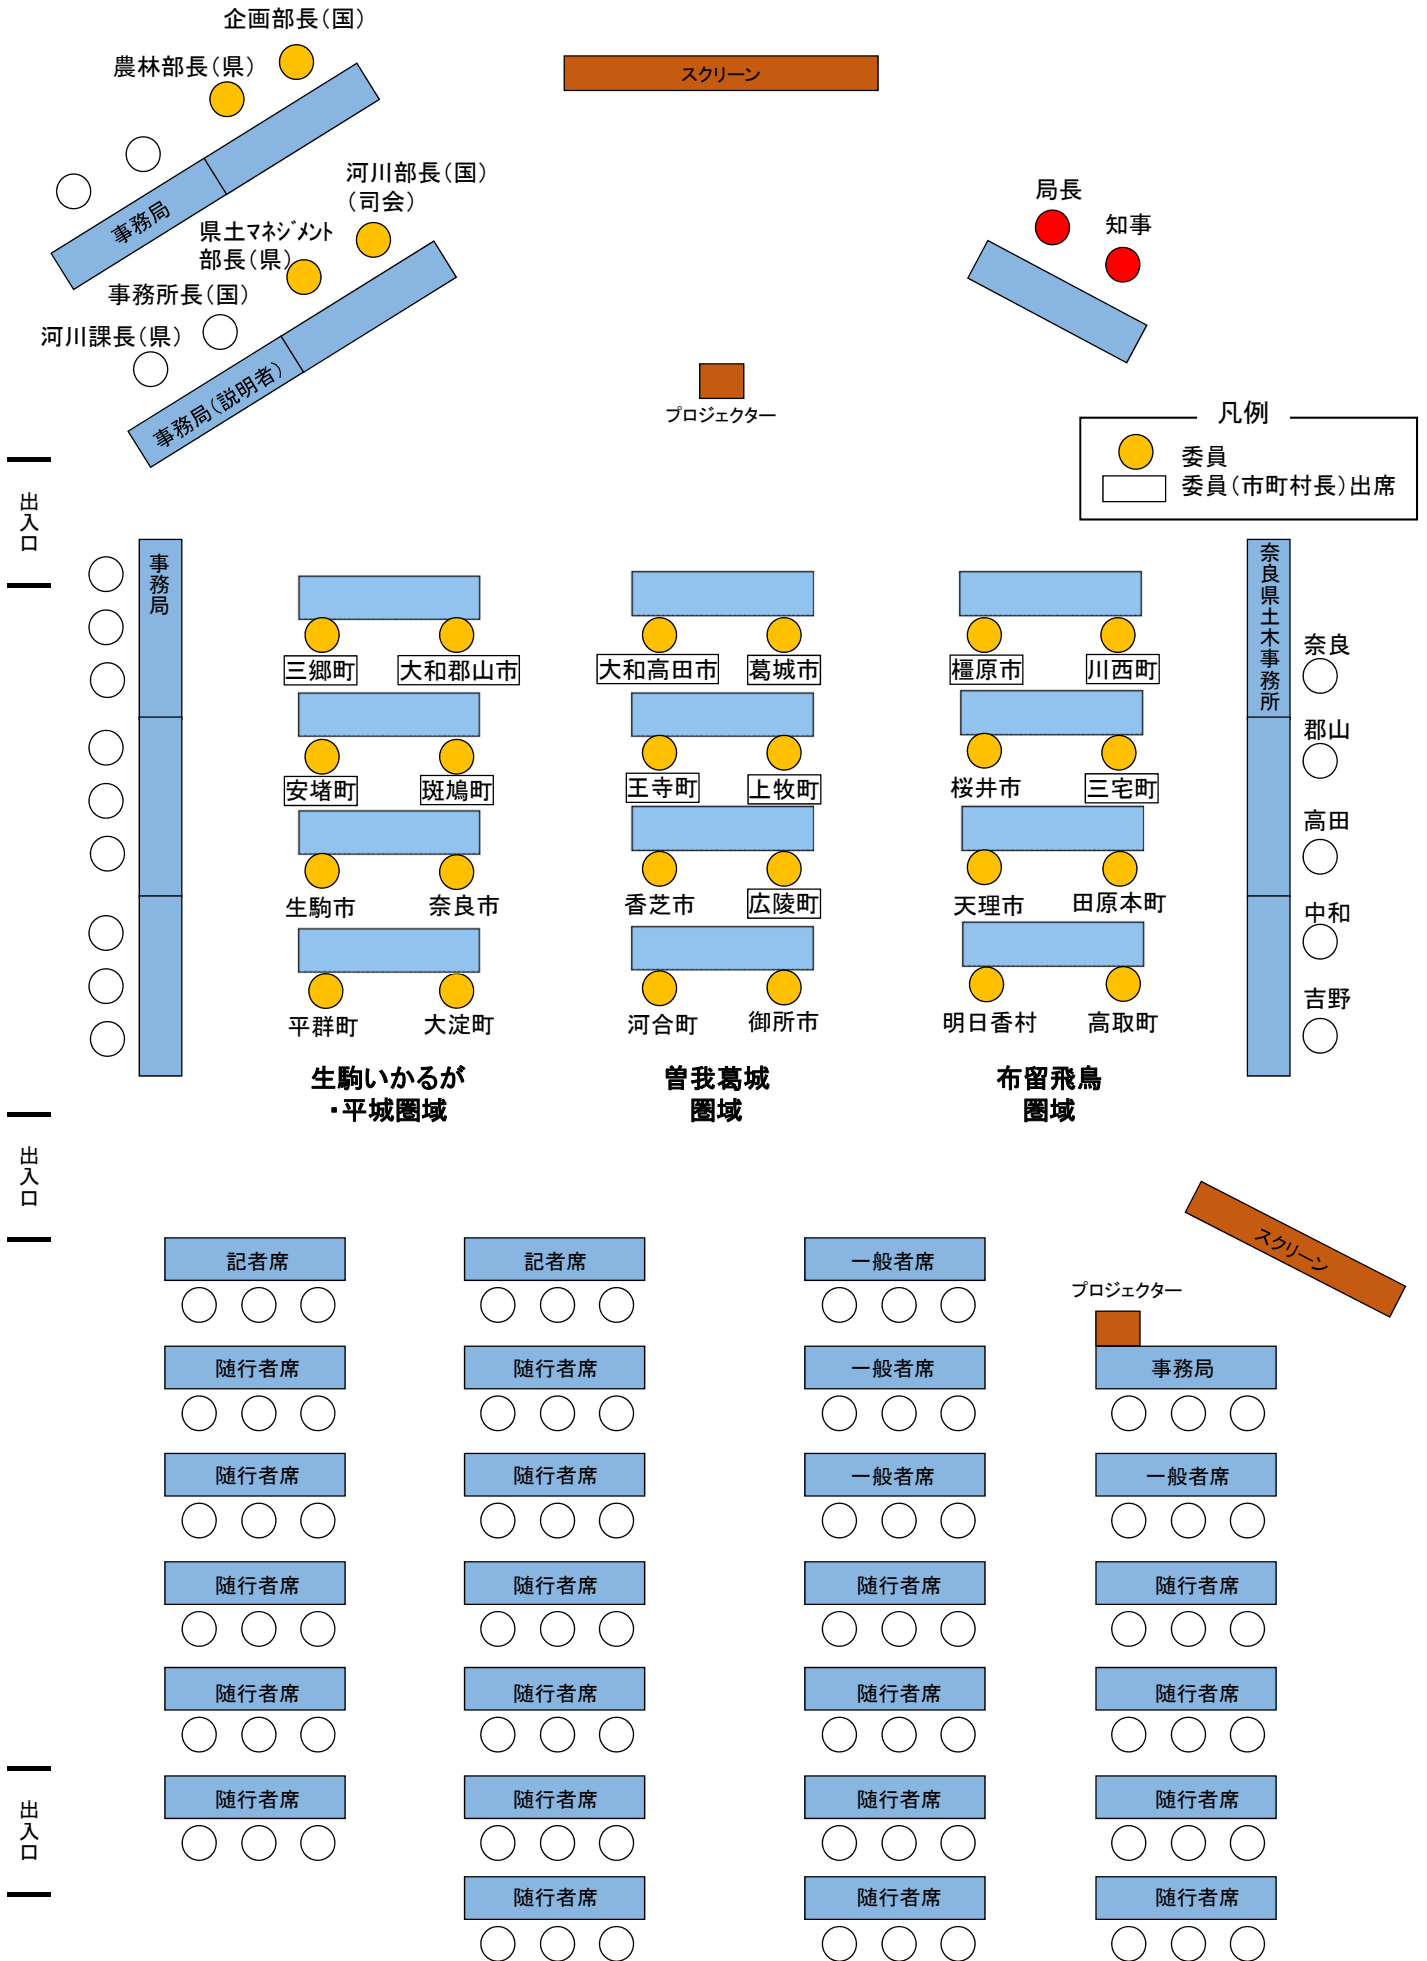 企画部長(国)
農林部長(県)
スクリーン
事務局
河川部長(国)
(司会)
県土マネジメント
部長(県)
事務所長(国)
河川課長(県)
事務局(説明者)
局長
知事
プロジェクター
凡例
委員
委員(市町村長)出席
出入口
事務局
奈良県土木事務所
三郷町
大和郡山市
大和高田市
葛城市
橿原市
川西町
奈良
安堵町
斑鳩町
王寺町
上牧町
桜井市
三宅町
郡山
生駒市
奈良市
香芝市
広陵町
天理市
田原本町
高田
中和
平群町
大淀町
河合町
御所市
明日香村
高取町
吉野
生駒いかるが
・平城圏域
曽我葛城
圏域
布留飛鳥
圏域
出入口
スクリーン
記者席
記者席
一般者席
プロジェクター
随行者席
随行者席
一般者席
事務局
随行者席
随行者席
一般者席
一般者席
随行者席
随行者席
随行者席
随行者席
随行者席
随行者席
随行者席
随行者席
出入口
随行者席
随行者席
随行者席
随行者席
随行者席
随行者席
随行者席